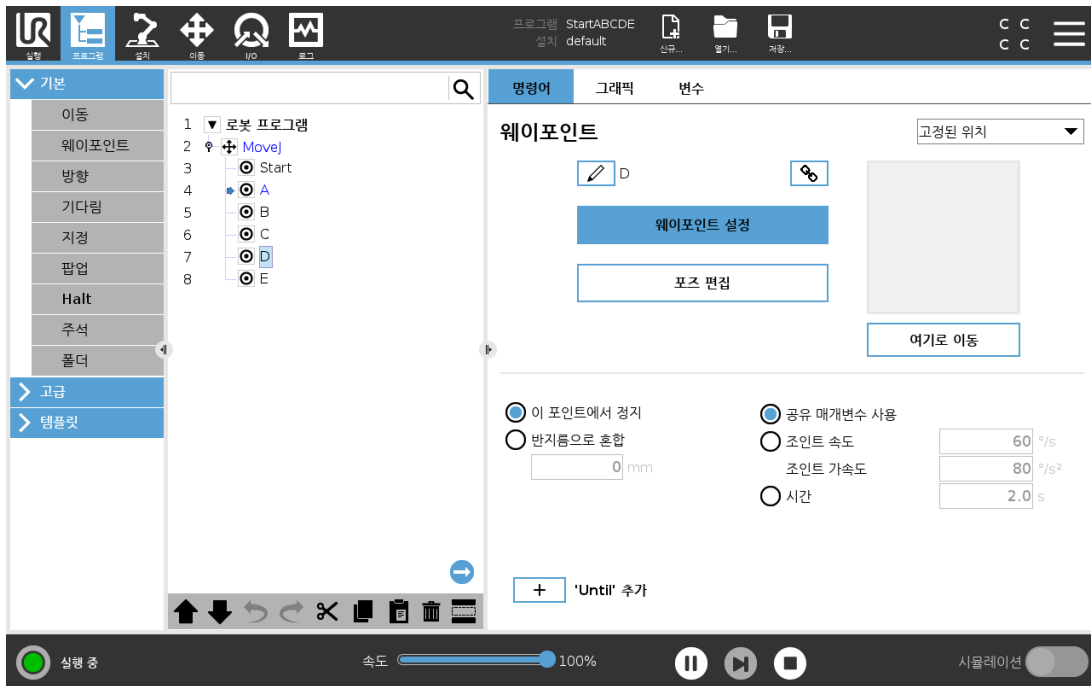 UR
실행 프로그램 설치 이동 I/O 로그
프로그램 StartABCDE
설치 default
신규... 열기... 저장...
C C
C C
기본
이동
웨이포인트
방향
기다림
지정
팝업
Halt
주석
폴더
고급
템플릿
1 로봇 프로그램
2 MoveJ
3 Start
4 A
5 B
6 C
7 D
8 E
명령어 그래픽 변수
웨이포인트 고정된 위치
D
웨이포인트 설정
포즈 편집
여기로 이동
이 포인트에서 정지
반지름으로 혼합
0 mm
공유 매개변수 사용
조인트 속도 60 °/s
조인트 가속도 80 °/s²
시간 2.0 s
+ 'Until' 추가
실행 중 속도 100% 시뮬레이션